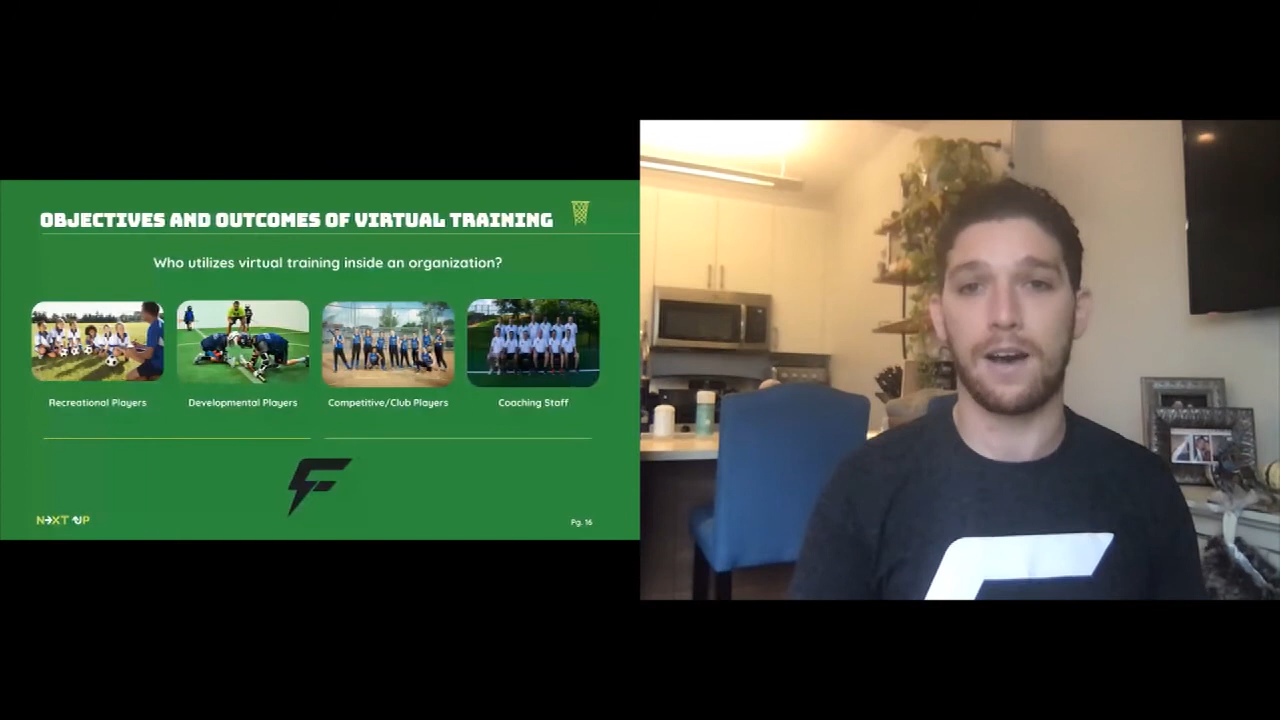 OBJECTIVES AND OUTCOMES OF VIRTUAL TRAINING
Who utilizes virtual training inside an organization?
Recreational Players
Developmental Players
Competitive/Club Players
Coaching Staff
F
NEXT UP
Pg. 16
F